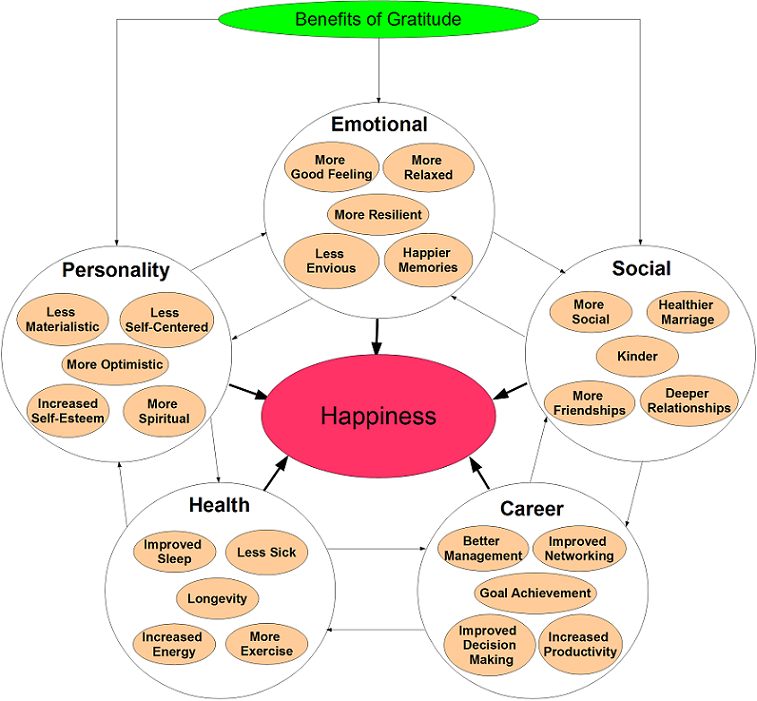 Benefits of Gratitude
Emotional
More
Good Feeling
More
Relaxed
More Resilient
Less
Envious
Happier
Memories
Personality
Less
Materialistic
Less
Self-Centered
More Optimistic
Increased
Self-Esteem
More
Spiritual
Social
More
Social
Healthier
Marriage
Kinder
More
Friendships
Deeper
Relationships
Happiness
Health
Improved
Sleep
Less Sick
Longevity
Increased
Energy
More
Exercise
Career
Better
Management
Improved
Networking
Goal Achievement
Improved
Decision
Making
Increased
Productivity